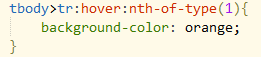 tbody>tr:hover:nth-of-type(1){
    background-color: orange;
}